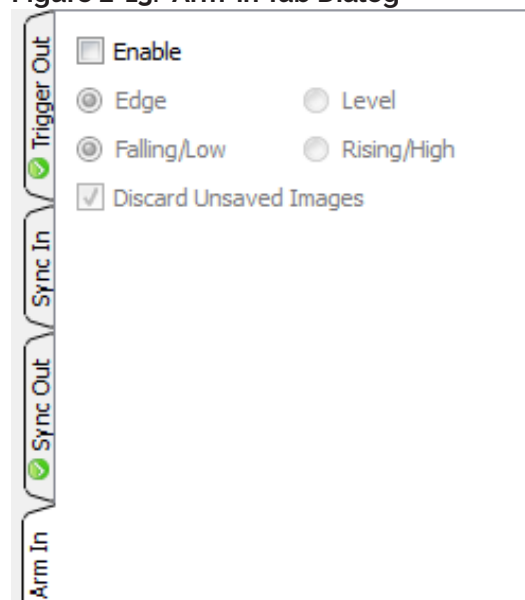 Figure 2-13. Arm-In Tab Dialog
Trigger Out
Sync In
Sync Out
Arm In
Enable
Edge Level
Falling/Low Rising/High
Discard Unsaved Images